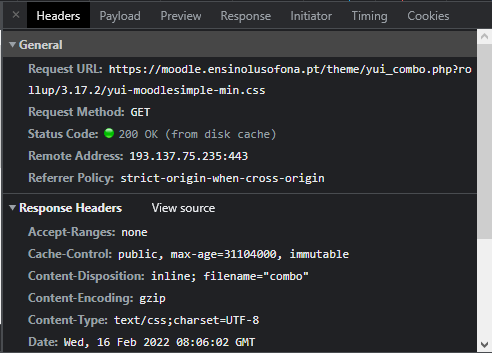 Headers Payload Preview Response Initiator Timing Cookies
General
Request URL: https://moodle.ensinolusofona.pt/theme/yui_combo.php?ro
llup/3.17.2/yui-moodlesimple-min.css
Request Method: GET
Status Code: 200 OK (from disk cache)
Remote Address: 193.137.75.235:443
Referrer Policy: strict-origin-when-cross-origin
Response Headers View source
Accept-Ranges: none
Cache-Control: public, max-age=31104000, immutable
Content-Disposition: inline; filename="combo"
Content-Encoding: gzip
Content-Type: text/css;charset=UTF-8
Date: Wed, 16 Feb 2022 08:06:02 GMT